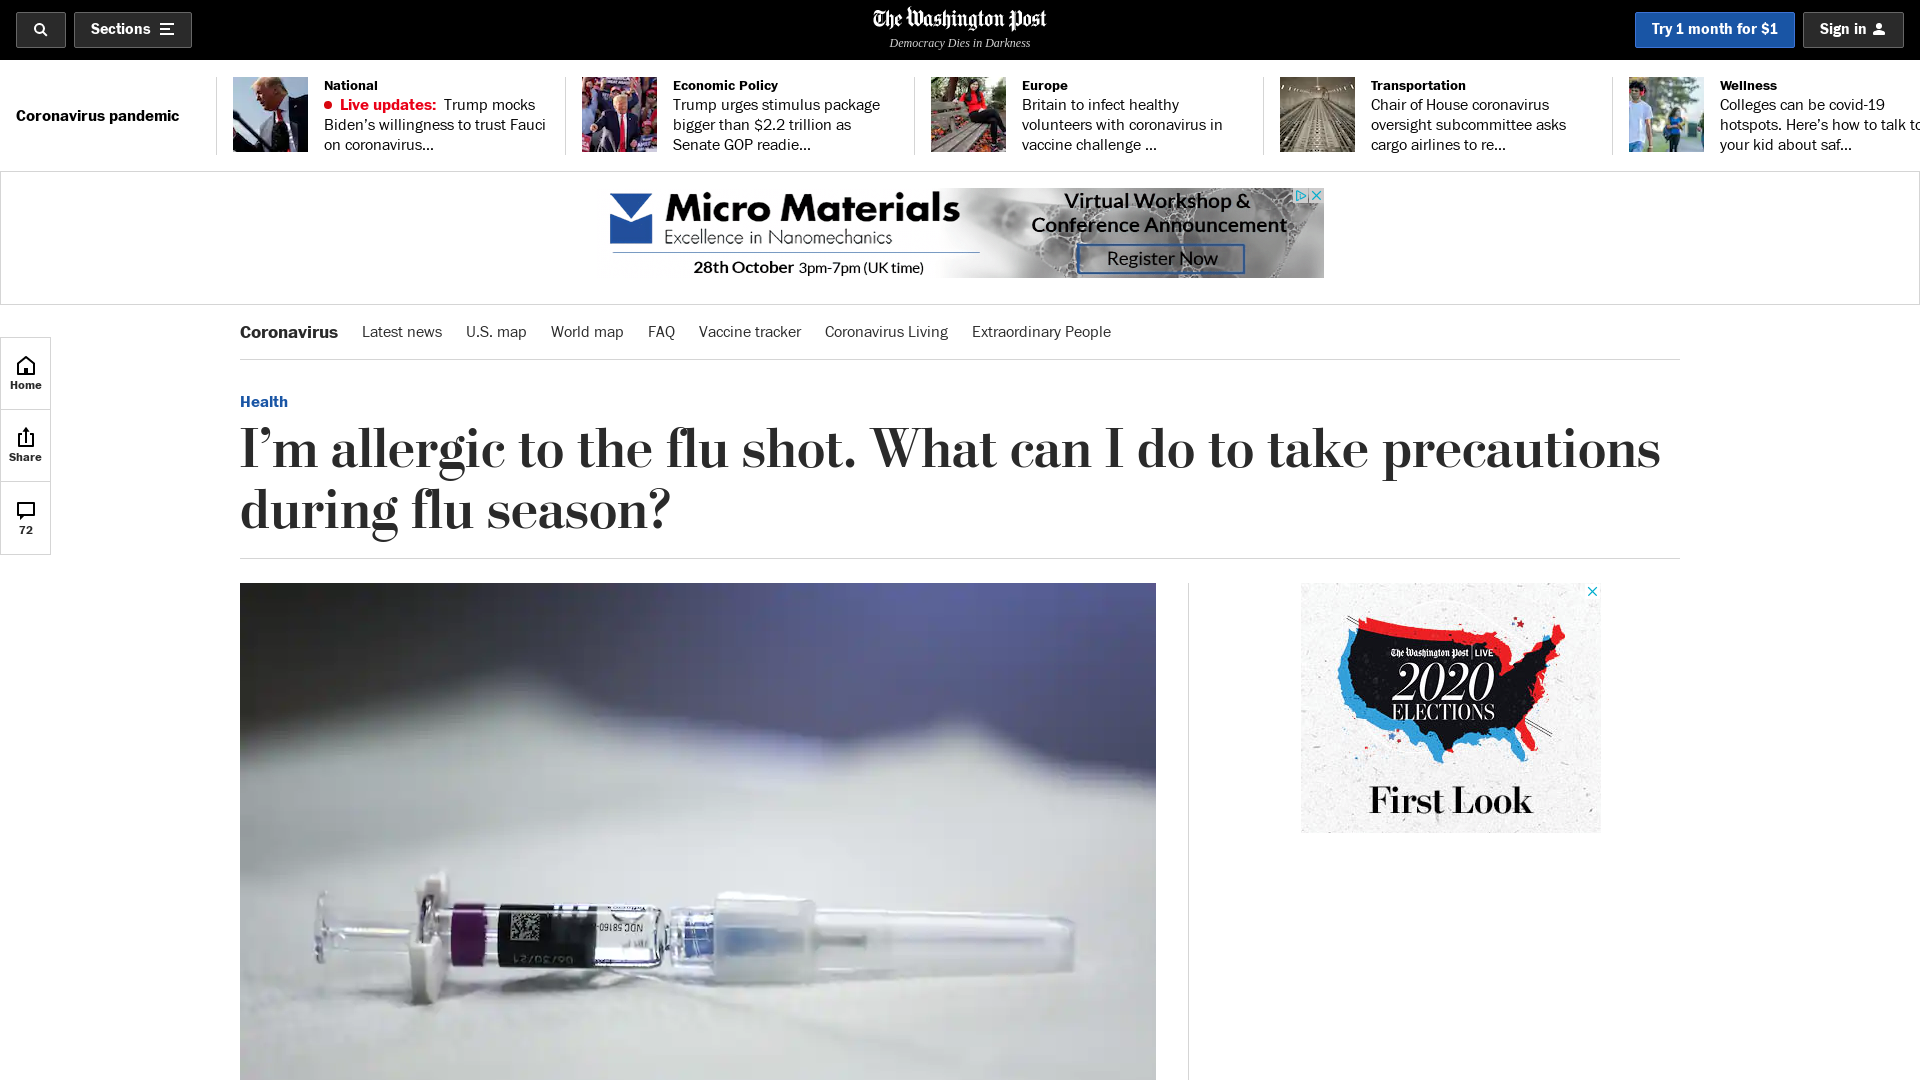 Sections
The Washington Post
Democracy Dies in Darkness
Try 1 month for $1
Sign in
Coronavirus pandemic
National
Live updates: Trump mocks
Biden’s willingness to trust Fauci
on coronavirus...
Economic Policy
Trump urges stimulus package
bigger than $2.2 trillion as
Senate GOP readie...
Europe
Britain to infect healthy
volunteers with coronavirus in
vaccine challenge ...
Transportation
Chair of House coronavirus
oversight subcommittee asks
cargo airlines to re...
Wellness
Colleges can be covid-19
hotspots. Here’s how to talk to
your kid about saf...
Micro Materials
Excellence in Nanomechanics
28th October 3pm-7pm (UK time)
Virtual Workshop &
Conference Announcement
Register Now
Coronavirus Latest news U.S. map World map FAQ Vaccine tracker Coronavirus Living Extraordinary People
Home
Share
72
Health
I’m allergic to the flu shot. What can I do to take precautions
during flu season?
NDC 58160-
06/30/21
The Washington Post LIVE
2020
ELECTIONS
First Look